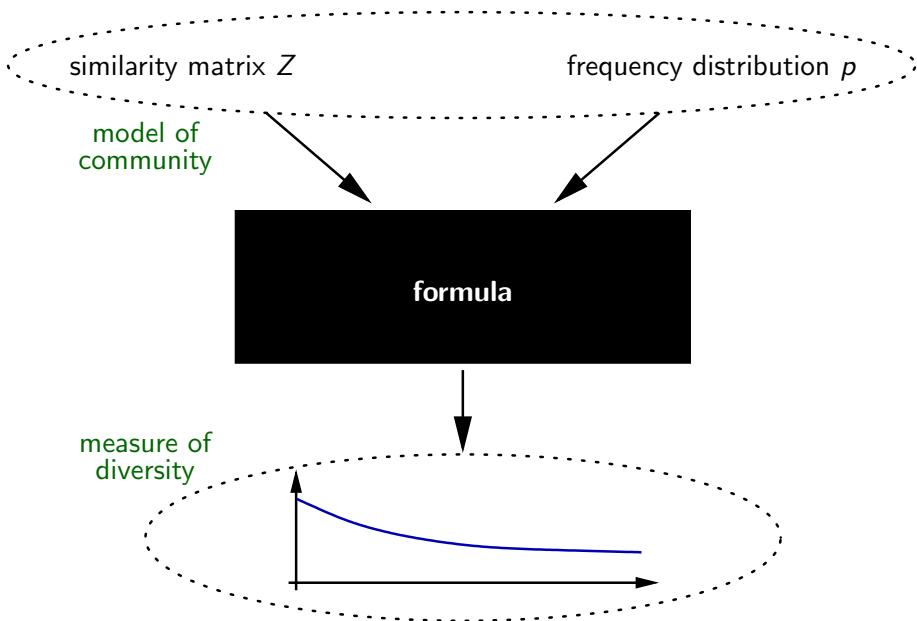 similarity matrix Z
frequency distribution p
model of
community
formula
measure of
diversity